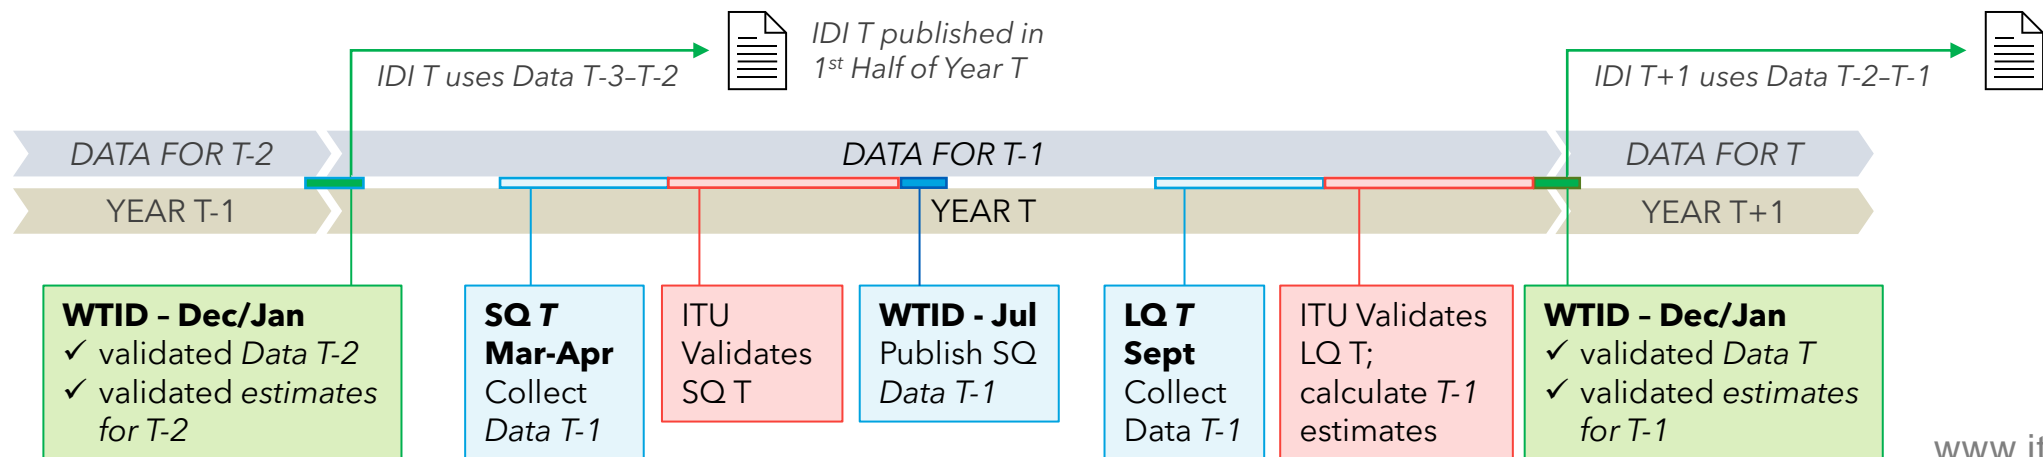 IDI T published in
1st Half of Year T
IDI T uses Data T-3–T-2
IDI T+1 uses Data T-2–T-1
DATA FOR T-2
DATA FOR T-1
DATA FOR T
YEAR T-1
YEAR T
YEAR T+1
WTID – Dec/Jan
✓ validated Data T-2
✓ validated estimates
for T-2
SQ T
Mar-Apr
Collect
Data T-1
ITU
Validates
SQ T
WTID - Jul
Publish SQ
Data T-1
LQ T
Sept
Collect
Data T-1
ITU Validates
LQ T;
calculate T-1
estimates
WTID – Dec/Jan
✓ validated Data T
✓ validated estimates
for T-1